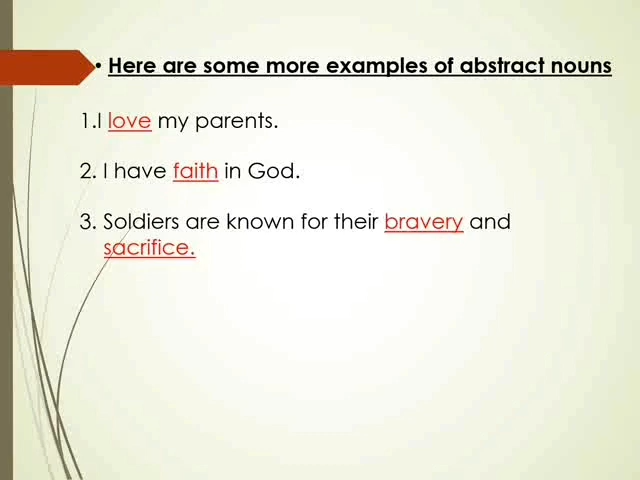 • Here are some more examples of abstract nouns
1.I love my parents.
2. I have faith in God.
3. Soldiers are known for their bravery and
sacrifice.